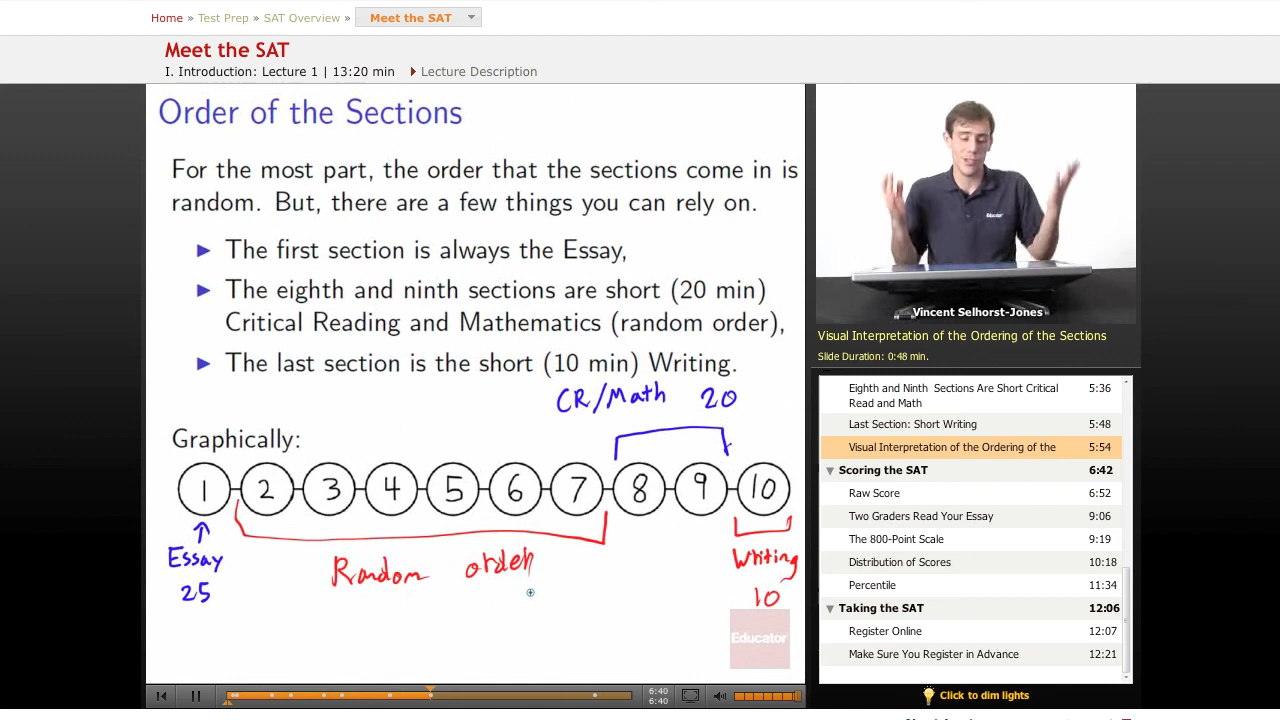 Home » Test Prep » SAT Overview » Meet the SAT
Meet the SAT
I. Introduction: Lecture 1 | 13:20 min Lecture Description
Order of the Sections
For the most part, the order that the sections come in is
random. But, there are a few things you can rely on.
The first section is always the Essay,
The eighth and ninth sections are short (20 min)
Critical Reading and Mathematics (random order),
The last section is the short (10 min) Writing.
CR/Math 20
Graphically:
1 2 3 4 5 6 7 8 9 10
Essay
25
Random order
Writing
10
Educator
Educator
Vincent Selhorst-Jones
Visual Interpretation of the Ordering of the Sections
Slide Duration: 0:48 min.
Eighth and Ninth Sections Are Short Critical 5:36
Read and Math
Last Section: Short Writing 5:48
Visual Interpretation of the Ordering of the 5:54
Scoring the SAT 6:42
Raw Score 6:52
Two Graders Read Your Essay 9:06
The 800-Point Scale 9:19
Distribution of Scores 10:18
Percentile 11:34
Taking the SAT 12:06
Register Online 12:07
Make Sure You Register in Advance 12:21
6:40
6:40
Click to dim lights